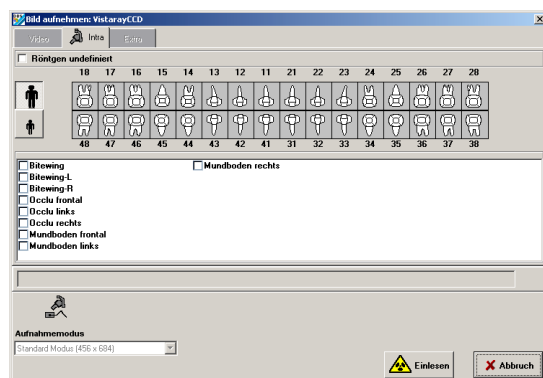 Bild aufnehmen: VistarayCCD
Video Intra Extra
Röntgen undefiniert
18 17 16 15 14 13 12 11 21 22 23 24 25 26 27 28
48 47 46 45 44 43 42 41 31 32 33 34 35 36 37 38
Bitewing Mundboden rechts
Bitewing-L
Bitewing-R
Occlu frontal
Occlu links
Occlu rechts
Mundboden frontal
Mundboden links
Aufnahmemodus
Standard Modus (456 x 684)
Einlesen Abbruch